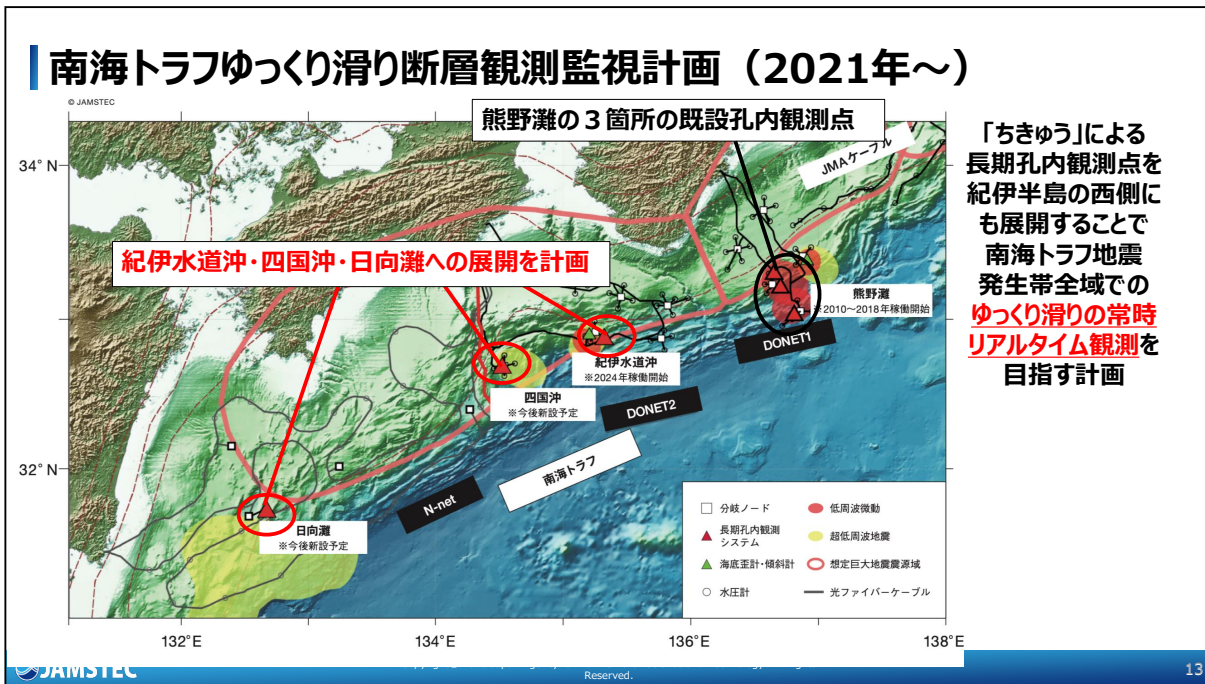 南海トラフゆっくり滑り断層観測監視計画（2021年～）
© JAMSTEC
熊野灘の３箇所の既設孔内観測点
JMAケーブル
34° N
紀伊水道沖・四国沖・日向灘への展開を計画
熊野灘
※2010～2018年稼働開始
DONET1
紀伊水道沖
※2024年稼働開始
四国沖
※今後新設予定
DONET2
南海トラフ
32° N
N-net
日向灘
※今後新設予定
分岐ノード
長期孔内観測
システム
海底歪計・傾斜計
水圧計
低周波微動
超低周波地震
想定巨大地震震源域
光ファイバーケーブル
132°E
134°E
136°E
138°E
「ちきゅう」による
長期孔内観測点を
紀伊半島の西側に
も展開することで
南海トラフ地震
発生帯全域での
ゆっくり滑りの常時
リアルタイム観測を
目指す計画
JAMSTEC
Reserved.
13